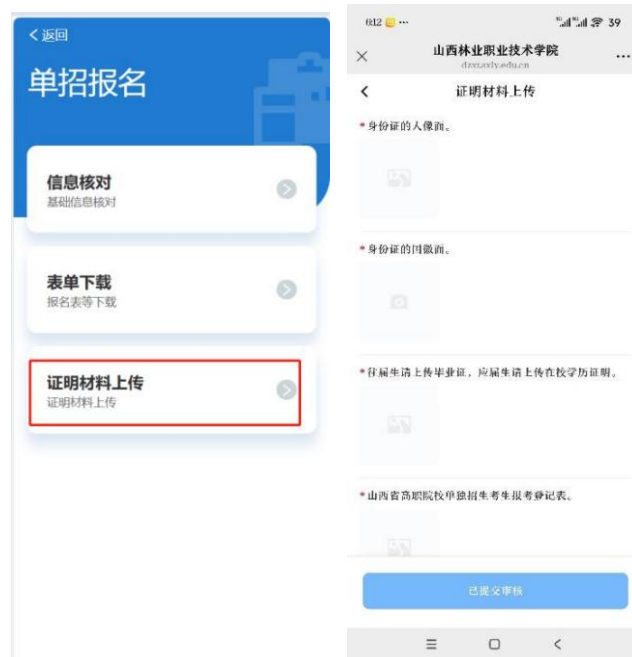 <返回
单招报名
信息核对
基础信息核对
表单下载
报名表等下载
证明材料上传
证明材料上传
6:12
39
山西林业职业技术学院
证明材料上传
*身份证的人像面。
*身份证的国徽面。
*往届生请上传毕业证，应届生请上传在校学历证明。
*山西省高职院校单独招生考生报考登记表。
已提交审核